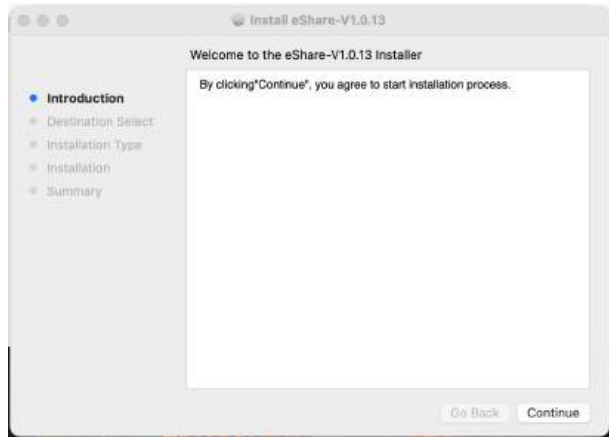 Install eShare-V1.0.13
Welcome to the eShare-V1.0.13 Installer
By clicking"Continue", you agree to start installation process.
Introduction
Destination Select
Installation Type
Installation
Summary
Go Back
Continue